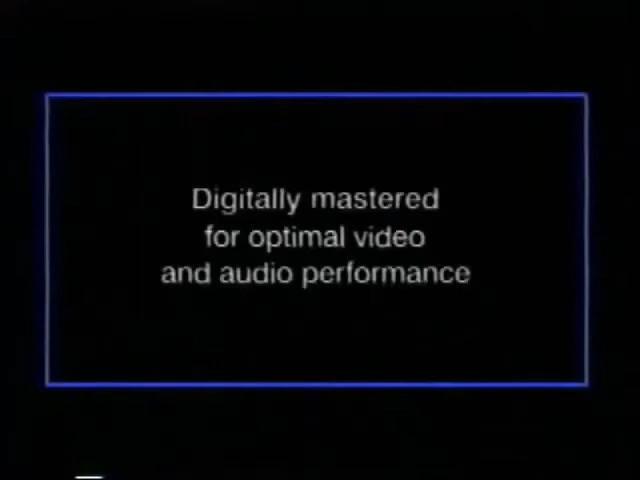 Digitally mastered
for optimal video
and audio performance